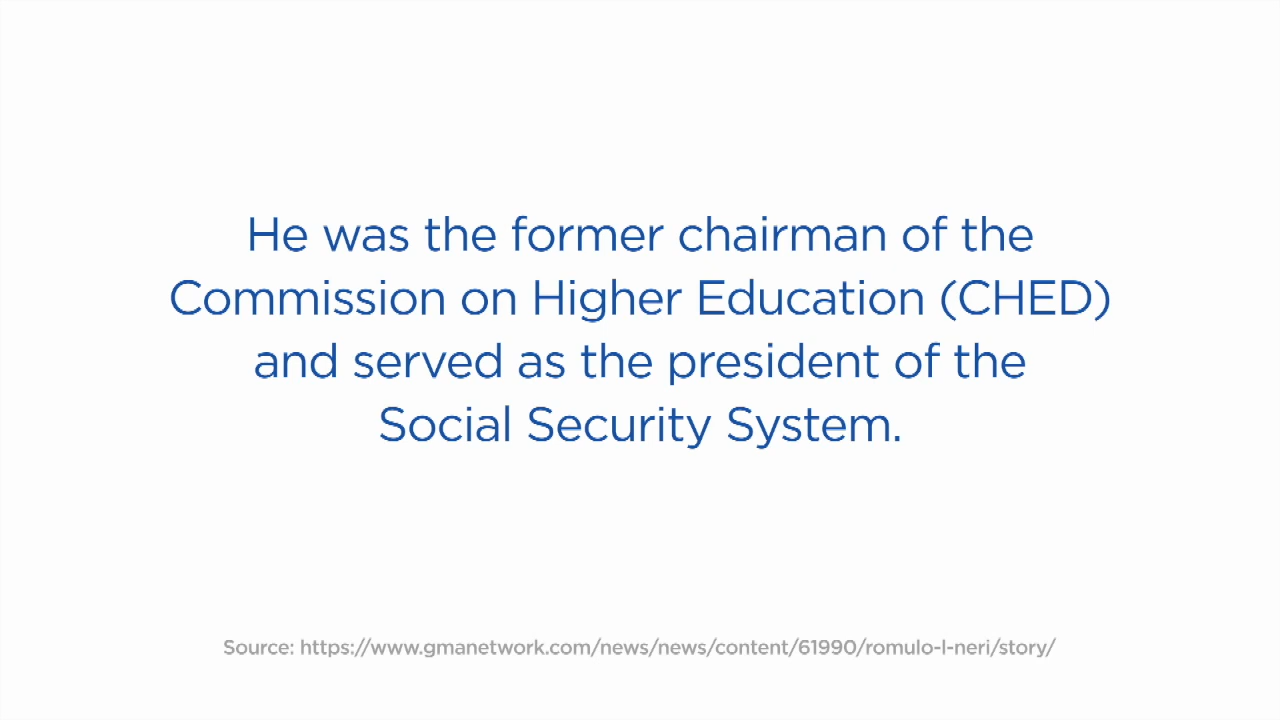 He was the former chairman of the
Commission on Higher Education (CHED)
and served as the president of the
Social Security System.
Source: https://www.gmanetwork.com/news/news/content/61990/romulo-l-neri/story/